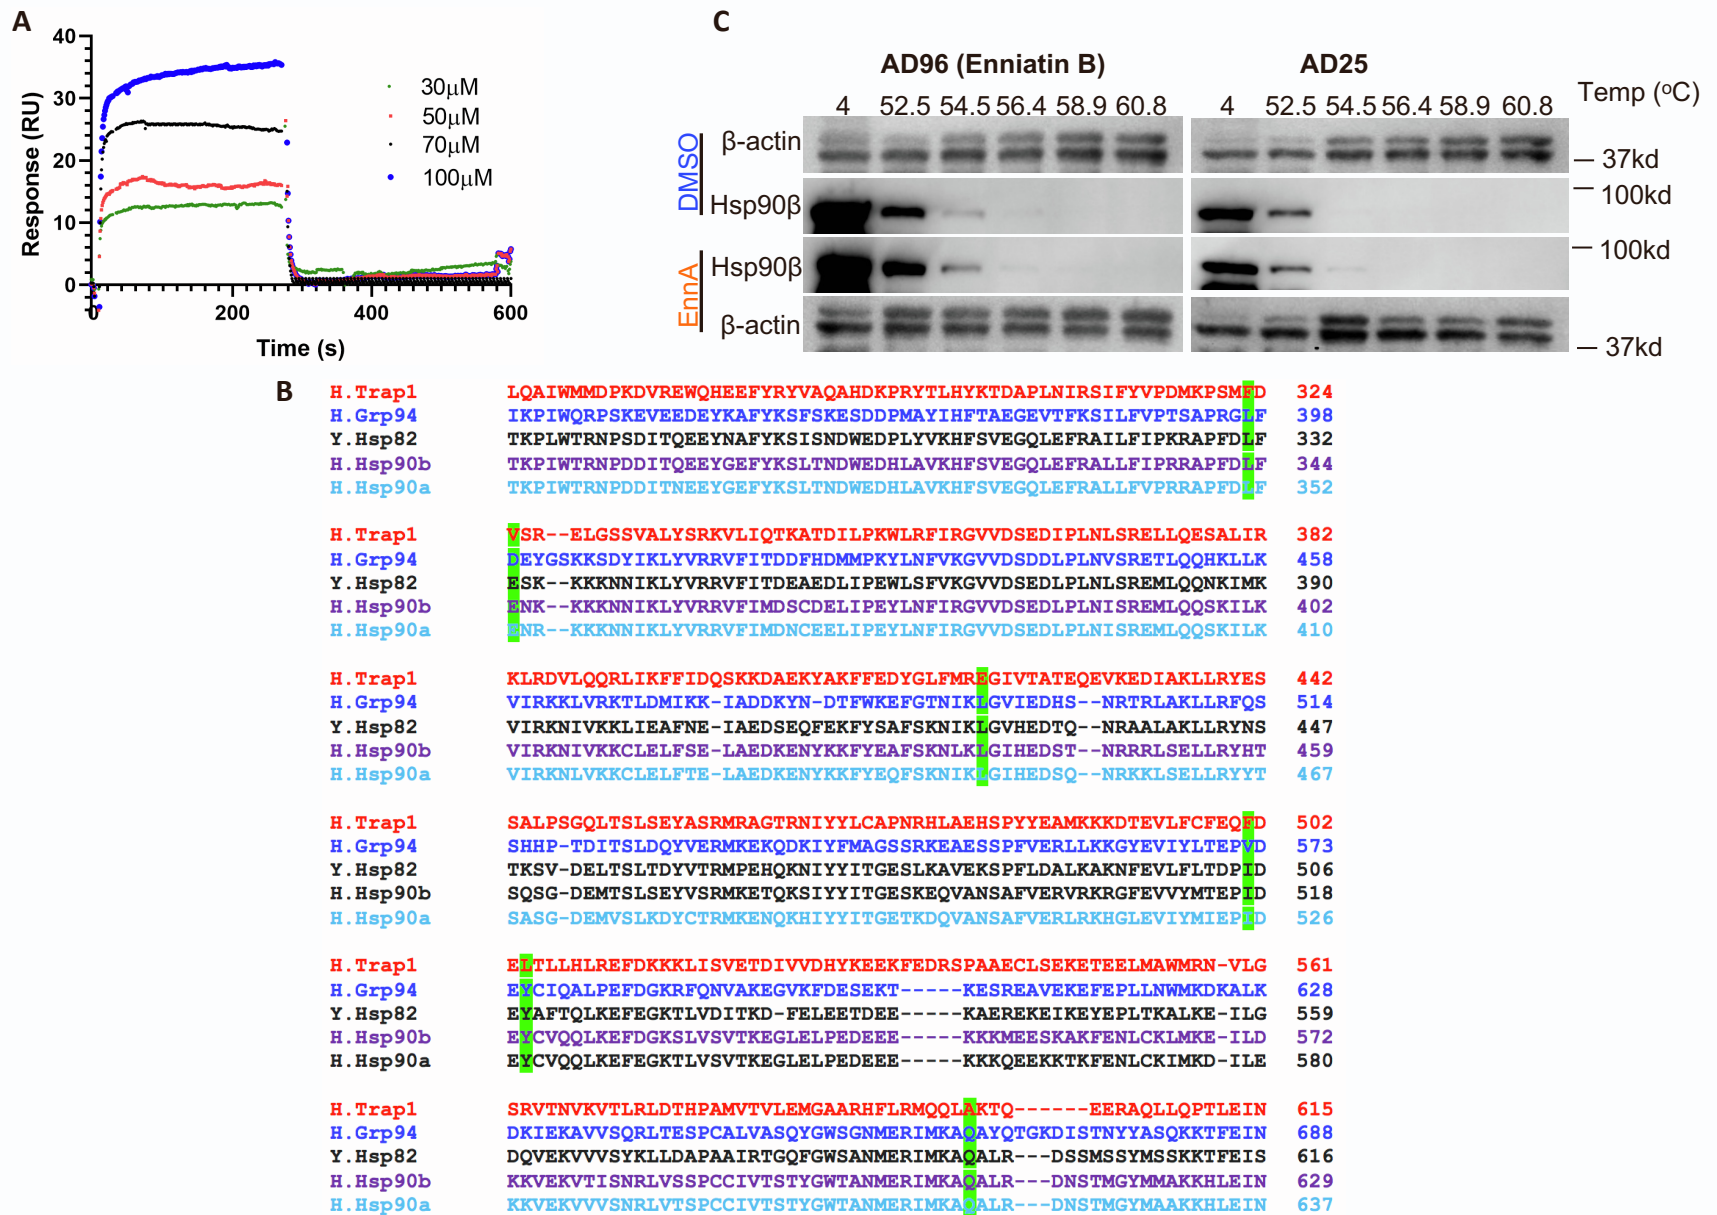 A
40
30
20
10
0
Response (RU)
0 200 400 600
Time (s)
30μM
50μM
70μM
100μM
C
AD96 (Enniatin B) AD25
4 52.5 54.5 56.4 58.9 60.8 4 52.5 54.5 56.4 58.9 60.8 Temp (°C)
DMSO
β-actin
37kd
Hsp90β
100kd
EnnA
Hsp90β
100kd
β-actin
37kd
B
H.Trap1 LQAIWMMDPKDVREWQHEEFYRYVAQAHDKPRYTLHYKTDAPLNIRSIFYVPDMKPSMFD 324
H.Grp94 IKPIWQRPSKEVEEDEYKAFYKSFSKESDDPMAYIHFTAEGEVTFKSILFVPTSAPRGLF 398
Y.Hsp82 TKPLWTRNPSDITQEEYNAFYKSISNDWEDPLYVKHFSVEGQLEFRAILFIPKRAPFDLF 332
H.Hsp90b TKPIWTRNPDDITQEEYGEFYKSLTNDWEDHLAVKHFSVEGQLEFRALLFIPRRAPFDLF 344
H.Hsp90a TKPIWTRNPDDITNEEYGEFYKSLTNDWEDHLAVKHFSVEGQLEFRALLFVPRRAPFDLF 352
H.Trap1 VSR--ELGSSVALYSRKVLIQTKATDILPKWLRFIRGVVDSEDIPLNLSRELLQESALIR 382
H.Grp94 DEYGSKKSDYIKLYVRRVFITDDFHDMMPKYLNFVKGVVDSDDLPLNVSRETLQQHKLLK 458
Y.Hsp82 ESK--KKKNNIKLYVRRVFITDEAEDLIPEWLSFVKGVVDSEDLPLNLSREMLQQNKIMK 390
H.Hsp90b ENK--KKKNNIKLYVRRVFIMDSCDELIPEYLNFIRGVVDSEDLPLNISREMLQQSKILK 402
H.Hsp90a ENR--KKKNNIKLYVRRVFIMDNCEELIPEYLNFIRGVVDSEDLPLNISREMLQQSKILK 410
H.Trap1 KLRDVLQQRLIKFFIDQSKKDAEKYAKFFEDYGLFMREGIVTATEQEVKEDIAKLLRYES 442
H.Grp94 VIRKKLVRKTLDMIKK-IADDKYN-DTFWKEFGTNIKLGVIEDHS--NRTRLAKLLRFQS 514
Y.Hsp82 VIRKNIVKKLIEAFNE-IAEDSEQFEKFYSAFSKNIKLGVHEDTQ--NRAALAKLLRYNS 447
H.Hsp90b VIRKNIVKKCLELFSE-LAEDKENYKKFYEAFSKNLKLGIHEDST--NRRRLSELLRYHT 459
H.Hsp90a VIRKNLVKKCLELFTE-LAEDKENYKKFYEQFSKNIKLGIHEDSQ--NRKKLSELLRYYT 467
H.Trap1 SALPSGQLTSLSEYASRMRAGTRNIYYLCAPNRHLAEHSPYYEAMKKKDTEVLFCFEQFD 502
H.Grp94 SHHP-TDITSLDQYVERMKEKQDKIYFMAGSSRKEAESSPFVERLLKKGYEVIYLTEPVD 573
Y.Hsp82 TKSV-DELTSLTDYVTRMPEHQKNIYYITGESLKAVEKSPFLDALKAKNFEVLFLTDPID 506
H.Hsp90b SQSG-DEMTSLSEYVSRMKETQKSIYYITGESKEQVANSAFVERVRKRGFEVVYMTEPID 518
H.Hsp90a SASG-DEMVSLKDYCTRMKENQKHIYYITGETKDQVANSAFVERLRKHGLEVIYMIEPID 526
H.Trap1 ELTLLHLREFDKKKLISVETDIVVDHYKEEKFEDRSPAAECLSEKETEELMAWMRN-VLG 561
H.Grp94 EYCIQALPEFDGKRFQNVAKEGVKFDESEKT-----KESREAVEKEFEPLLNWMKDKALK 628
Y.Hsp82 EYAFTQLKEFEGKTLVDITKD-FELEETDEE-----KAEREKEIKEYEPLTKALKE-ILG 559
H.Hsp90b EYCVQQLKEFDGKSLVSVTKEGLELPEDEEE-----KKKMEESKAKFENLCKLMKE-ILD 572
H.Hsp90a EYCVQQLKEFEGKTLVSVTKEGLELPEDEEE-----KKKQEEKKTKFENLCKIMKD-ILE 580
H.Trap1 SRVTNVKVTLRLDTHPAMVTVLEMGAARHFLRMQQLAKTQ------EERAQLLQPTLEIN 615
H.Grp94 DKIEKAVVSQRLTESPCALVASQYGWSGNMERIMKAQAYQTGKDISTNYYASQKKTFEIN 688
Y.Hsp82 DQVEKVVVSYKLLDAPAAIRTGQFGWSANMERIMKAQALR---DSSMSSYMSSKKTFEIS 616
H.Hsp90b KKVEKVTISNRLVSSPCCIVTSTYGWTANMERIMKAQALR---DNSTMGYMMAKKHLEIN 629
H.Hsp90a KKVEKVVVSNRLVTSPCCIVTSTYGWTANMERIMKAQALR---DNSTMGYMAAKKHLEIN 637